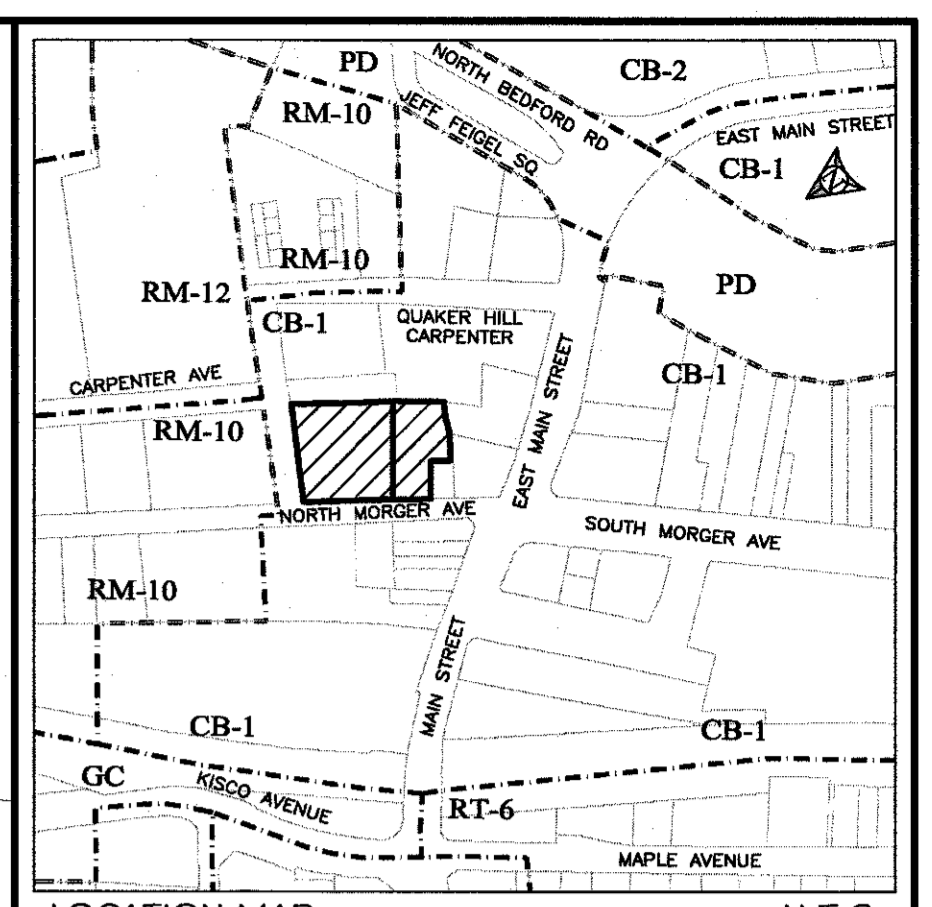 PD
CB-2
NORTH BEDFORD RD
RM-10
JEFF FEIGEL SQ
EAST MAIN STREET
CB-1
RM-10
RM-12
PD
CB-1
QUAKER HILL
CARPENTER
EAST MAIN STREET
CB-1
CARPENTER AVE
RM-10
NORTH MORGER AVE
SOUTH MORGER AVE
RM-10
MAIN STREET
CB-1
CB-1
GC
KISCO AVENUE
RT-6
MAPLE AVENUE
LOCATION MAP
N.T.S.